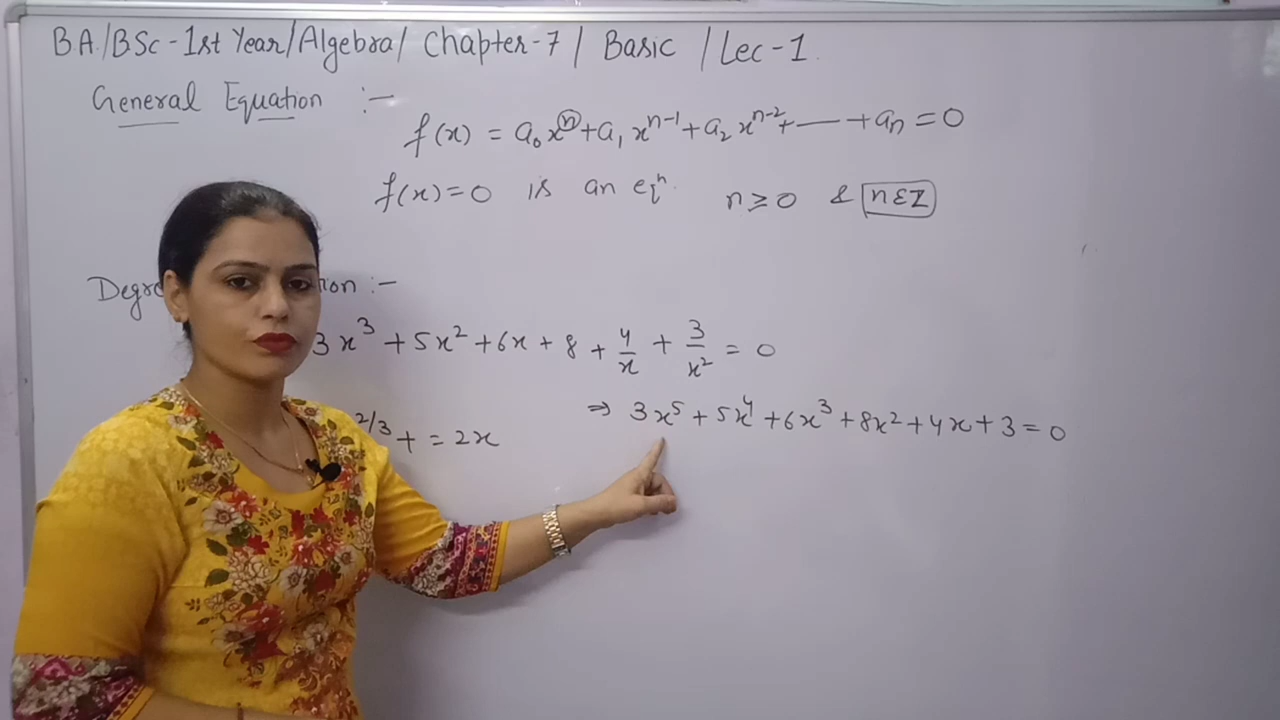 BA/BSc-1st Year/Algebra/ Chapter-7/ Basic /Lec-1
General Equation :-
f(x) = a₀xⁿ + a₁xⁿ⁻¹ + a₂xⁿ⁻² + — + aₙ = 0
f(x) = 0 is an eqⁿ. n ≥ 0 & n ε Z
:-
3x³ + 5x² + 6x + 8 + 4/x + 3/x² = 0
⇒ 3x⁵ + 5x⁴ + 6x³ + 8x² + 4x + 3 = 0
2/3 + = 2x